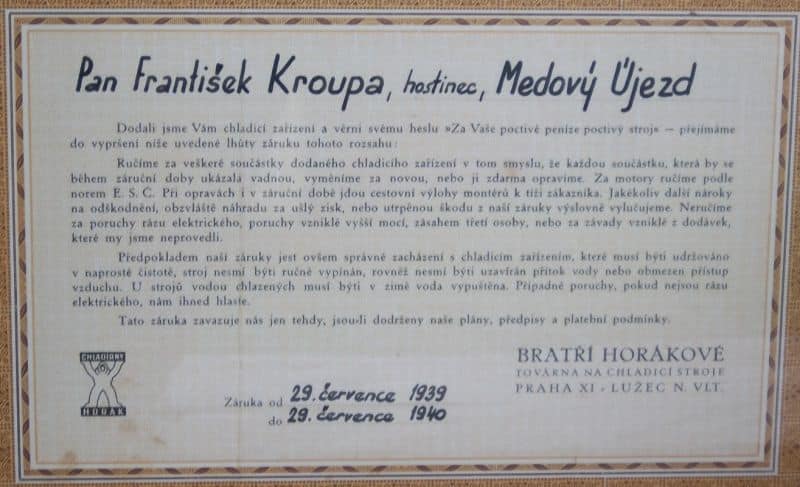 Pan František Kroupa, hostinec, Medový Újezd
Dodali jsme Vám chladicí zařízení a věrni svému heslu »Za Vaše poctivé peníze poctivý stroj« — přejímáme
do vypršení níže uvedené lhůty záruku tohoto rozsahu:
Ručíme za veškeré součástky dodaného chladicího zařízení v tom smyslu, že každou součástku, která by se
během záruční doby ukázala vadnou, vyměníme za novou, nebo ji zdarma opravíme. Za motory ručíme podle
norem E. S. Č. Při opravách i v záruční době jdou cestovní výlohy montérů k tíži zákazníka. Jakékoliv další nároky
na odškodnění, obzvláště náhradu za ušlý zisk, nebo utrpěnou škodu z naší záruky výslovně vylučujeme. Neručíme
za poruchy rázu elektrického, poruchy vzniklé vyšší mocí, zásahem třetí osoby, nebo za závady vzniklé z dodávek,
které my jsme neprovedli.
Předpokladem naší záruky jest ovšem správné zacházení s chladicím zařízením, které musí býti udržováno
v naprosté čistotě, stroj nesmí býti ručně vypínán, rovněž nesmí býti uzavírán přítok vody nebo obmezen přístup
vzduchu. U strojů vodou chlazených musí býti v zimě voda vypuštěna. Případné poruchy, pokud nejsou rázu
elektrického, nám ihned hlaste.
Tato záruka zavazuje nás jen tehdy, jsou-li dodrženy naše plány, předpisy a platební podmínky.
CHLADÍRNY
HORÁK
Záruka od 29. července 1939
do 29. července 1940
BRATŘÍ HORÁKOVÉ
TOVÁRNA NA CHLADICÍ STROJE
PRAHA XI - LUŽEC N. VLT.